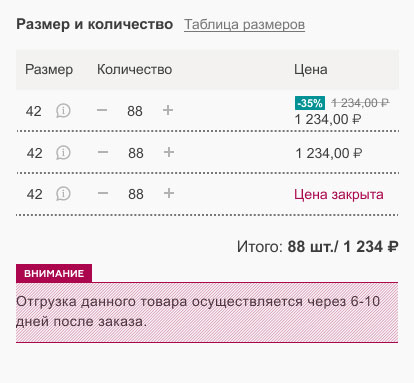 Размер и количество Таблица размеров
Размер Количество Цена
-35% 1 234,00 ₽
42 − 88 + 1 234,00 ₽
42 − 88 + 1 234,00 ₽
42 − 88 + Цена закрыта
Итого: 88 шт./ 1 234 ₽
ВНИМАНИЕ
Отгрузка данного товара осуществляется через 6-10
дней после заказа.